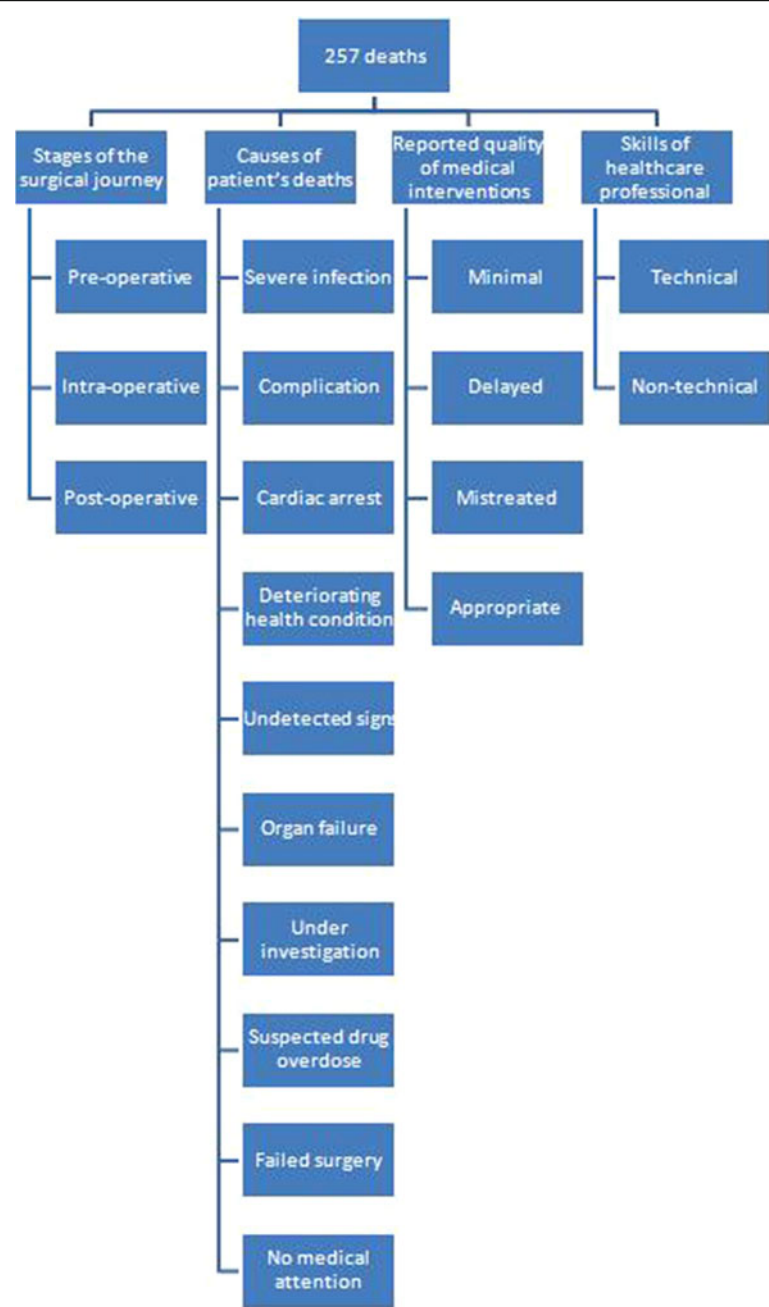 257 deaths
Stages of the
surgical journey
Pre-operative
Intra-operative
Post-operative
Causes of
patient's deaths
Severe infection
Complication
Cardiac arrest
Deteriorating
health condition
Undetected signs
Organ failure
Under
investigation
Suspected drug
overdose
Failed surgery
No medical
attention
Reported quality
of medical
interventions
Minimal
Delayed
Mistreated
Appropriate
Skills of
healthcare
professional
Technical
Non-technical